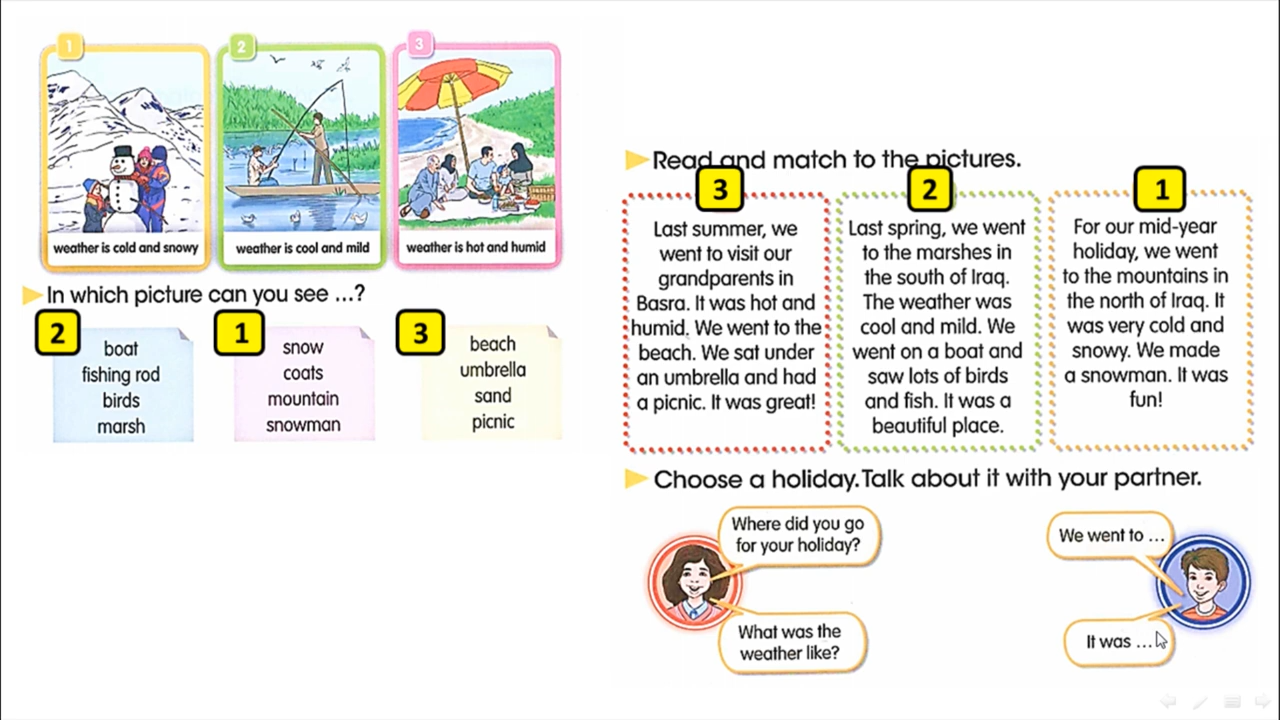 1
2
3
weather is cold and snowy
weather is cool and mild
weather is hot and humid
In which picture can you see ...?
2
boat
fishing rod
birds
marsh
1
snow
coats
mountain
snowman
3
beach
umbrella
sand
picnic
Read and match to the pictures.
3
Last summer, we
went to visit our
grandparents in
Basra. It was hot and
humid. We went to the
beach. We sat under
an umbrella and had
a picnic. It was great!
2
Last spring, we went
to the marshes in
the south of Iraq.
The weather was
cool and mild. We
went on a boat and
saw lots of birds
and fish. It was a
beautiful place.
1
For our mid-year
holiday, we went
to the mountains in
the north of Iraq. It
was very cold and
snowy. We made
a snowman. It was
fun!
Choose a holiday. Talk about it with your partner.
Where did you go
for your holiday?
We went to ...
What was the
weather like?
It was ...